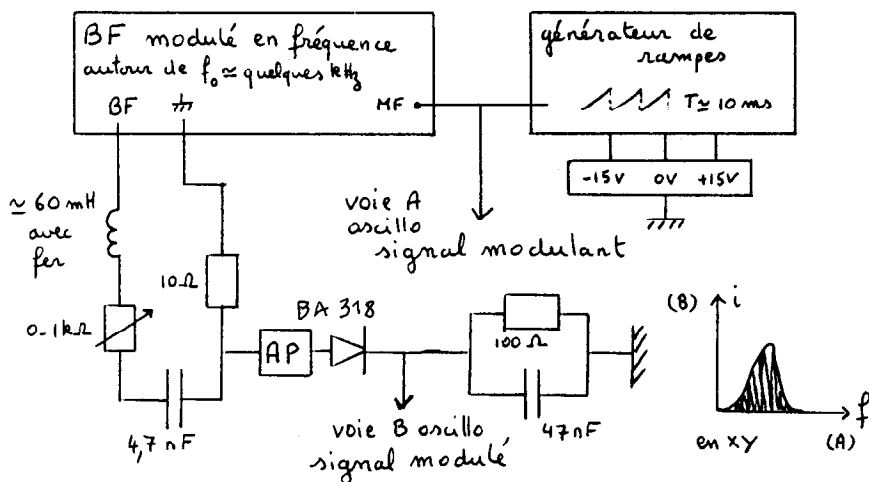 BF modulé en fréquence
autour de f₀ ≃ quelques kHz
BF
MF
générateur de
rampes
T ≃ 10 ms
-15V 0V +15V
≃ 60 mH
avec
fer
10Ω
0-1kΩ
4,7 nF
voie A
oscillo
signal modulant
AP
BA 318
100 Ω
47nF
voie B oscillo
signal modulé
(B)
i
f
en XY
(A)